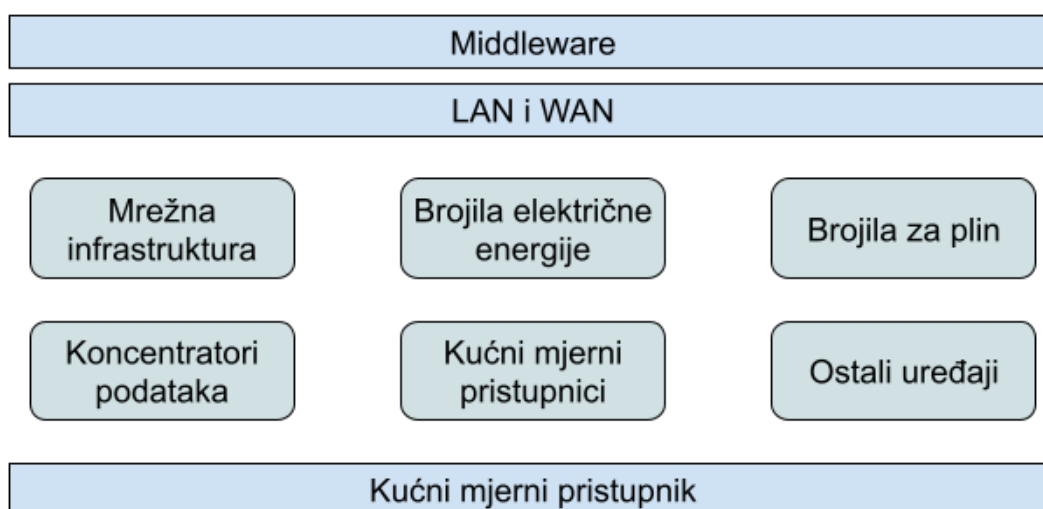 Middleware
LAN i WAN
Mrežna
infrastruktura
Brojila električne
energije
Brojila za plin
Koncentratori
podataka
Kućni mjerni
pristupnici
Ostali uređaji
Kućni mjerni pristupnik